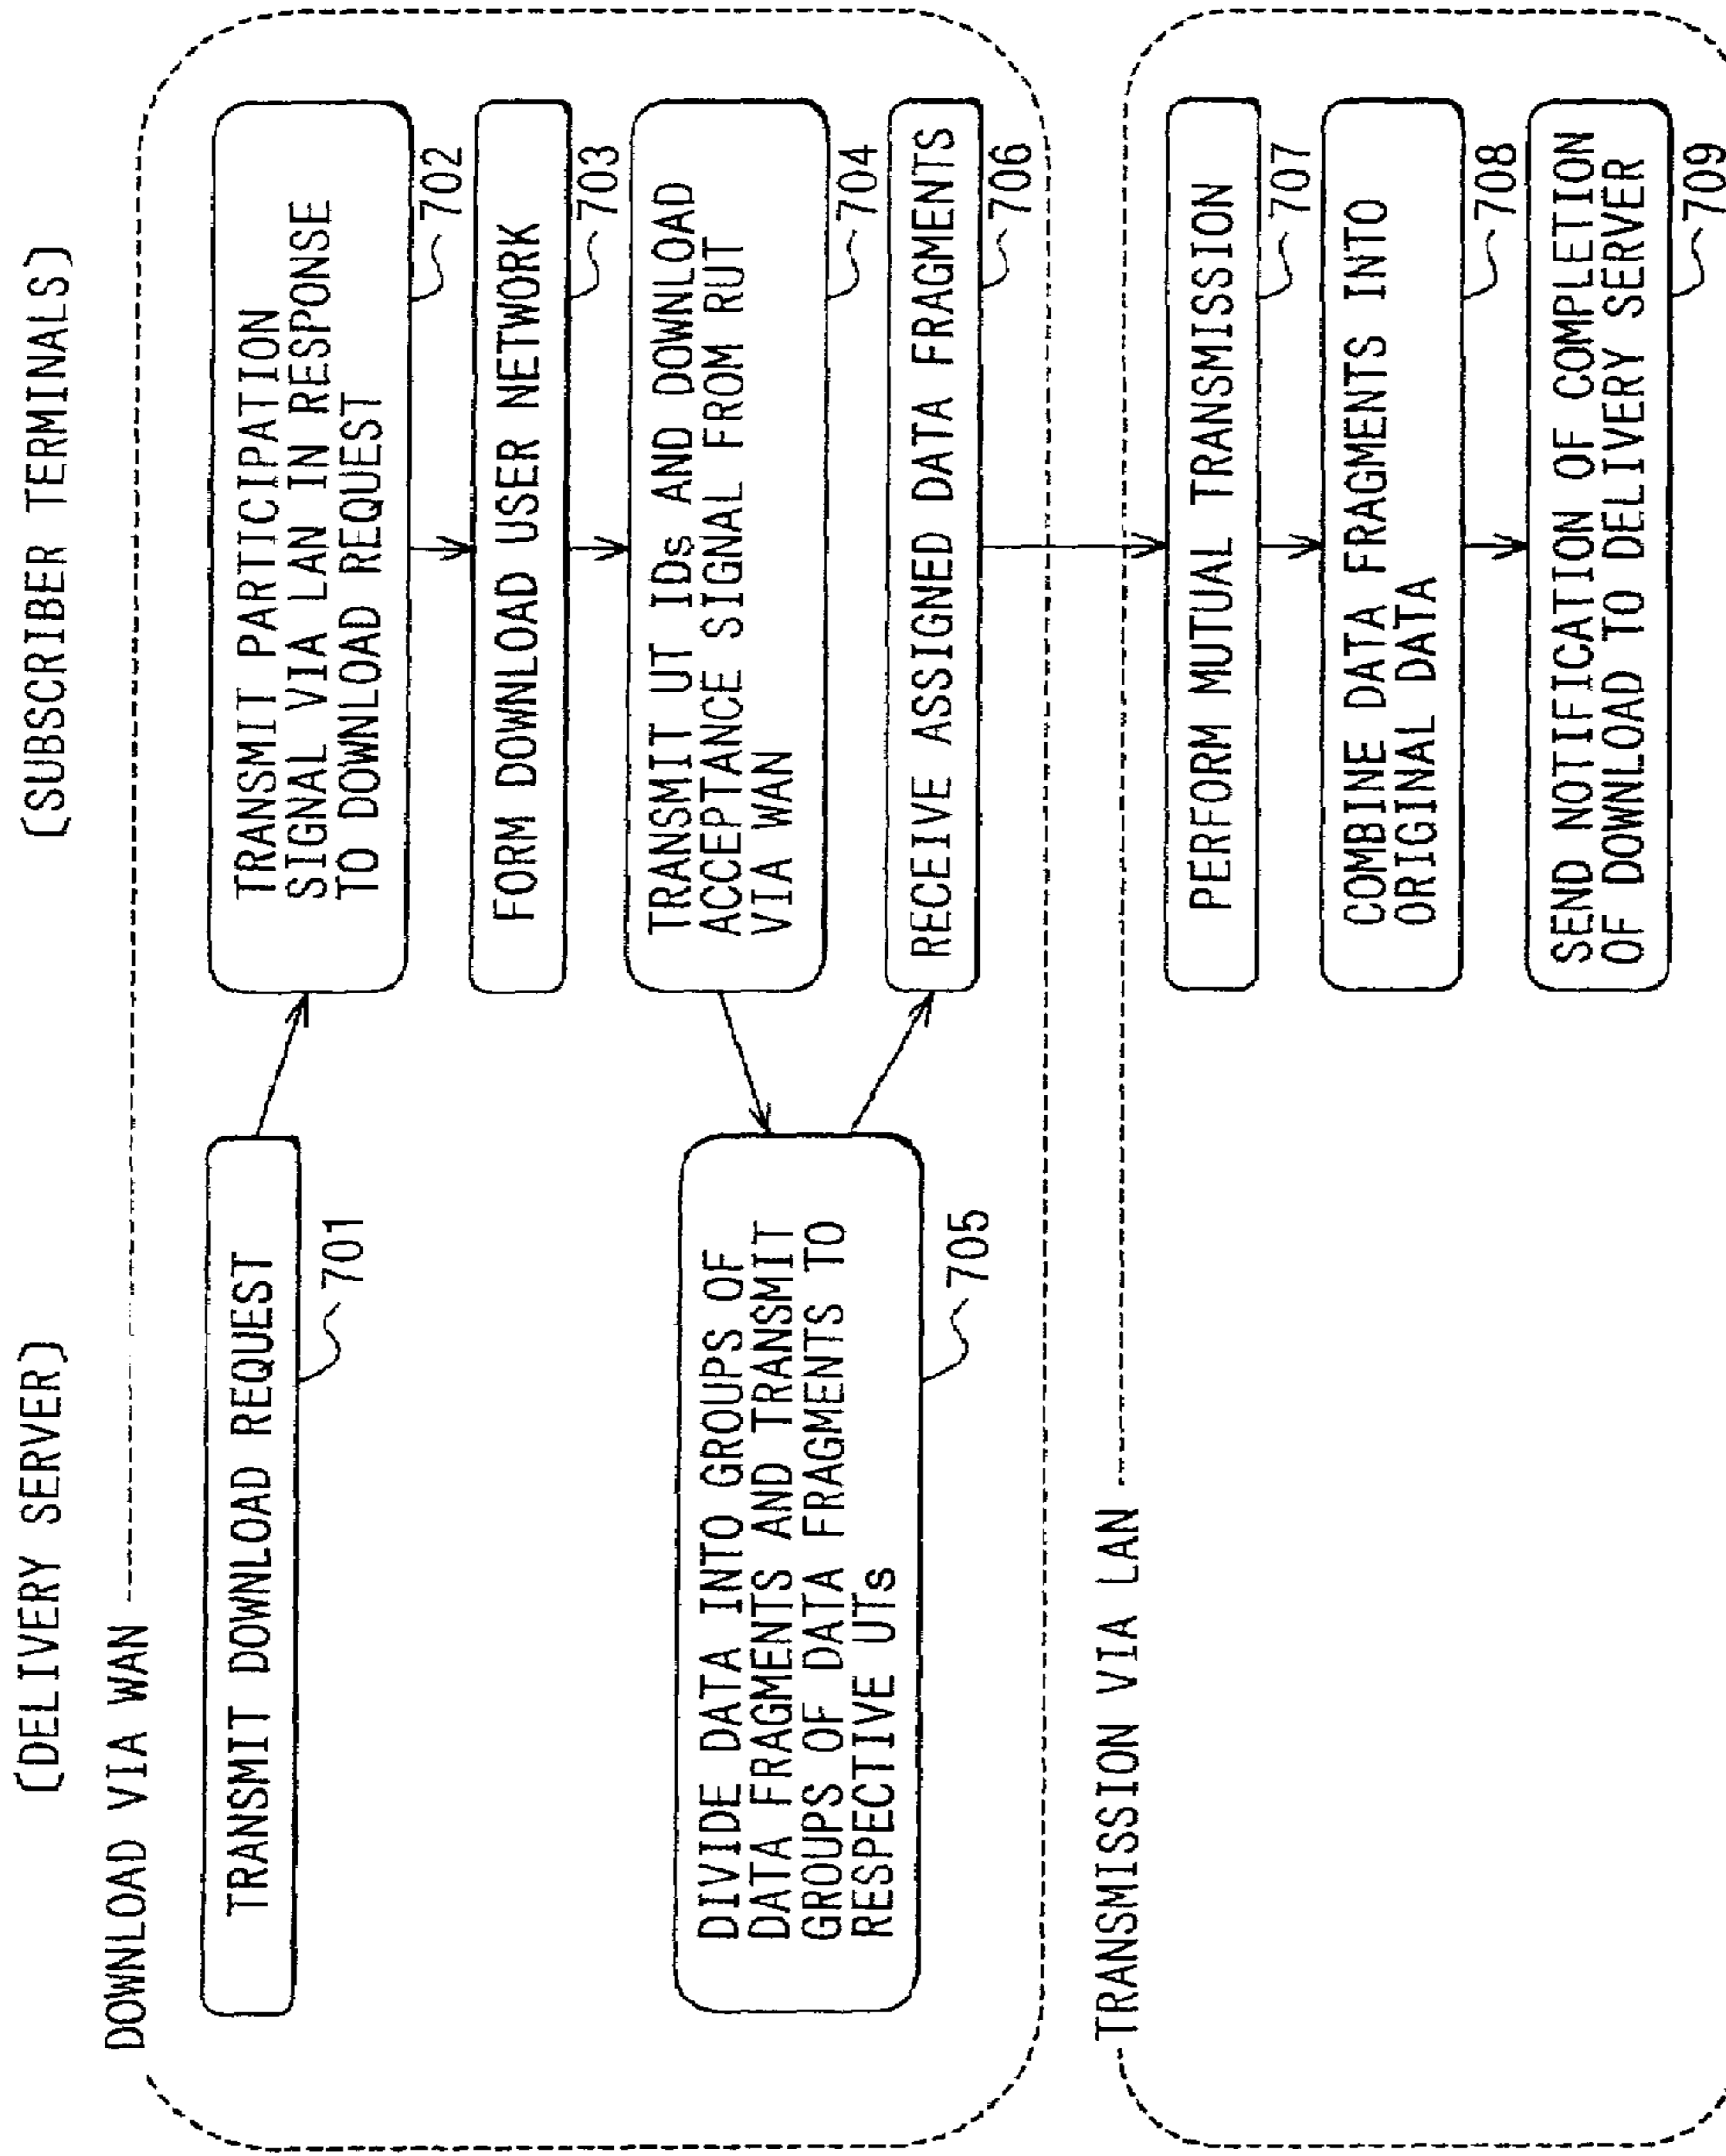 (DELIVERY SERVER)
(SUBSCRIBER TERMINALS)
DOWNLOAD VIA WAN
TRANSMIT DOWNLOAD REQUEST
701
TRANSMIT PARTICIPATION
SIGNAL VIA LAN IN RESPONSE
TO DOWNLOAD REQUEST
702
FORM DOWNLOAD USER NETWORK
703
TRANSMIT UT IDs AND DOWNLOAD
ACCEPTANCE SIGNAL FROM RUT
VIA WAN
704
DIVIDE DATA INTO GROUPS OF
DATA FRAGMENTS AND TRANSMIT
GROUPS OF DATA FRAGMENTS TO
RESPECTIVE UTs
705
RECEIVE ASSIGNED DATA FRAGMENTS
706
TRANSMISSION VIA LAN
PERFORM MUTUAL TRANSMISSION
707
COMBINE DATA FRAGMENTS INTO
ORIGINAL DATA
708
SEND NOTIFICATION OF COMPLETION
OF DOWNLOAD TO DELIVERY SERVER
709